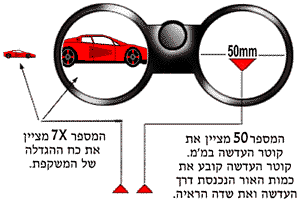 50mm
המספר 7X מציין
את כח ההגדלה
של המשקפת.
המספר 50 מציין את
קוטר העדשה במ"מ.
קוטר העדשה קובע את
כמות האור הנכנסת דרך
העדשה ואת שדה הראיה.